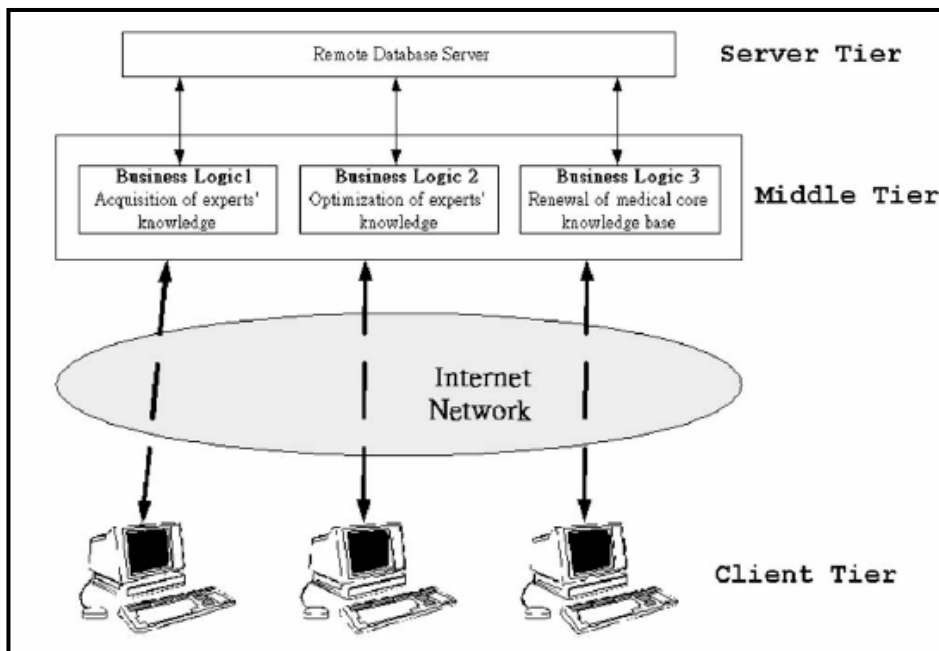 Remote Database Server
Server Tier
Business Logic1
Acquisition of experts'
knowledge
Business Logic 2
Optimization of experts'
knowledge
Business Logic 3
Renewal of medical core
knowledge base
Middle Tier
Internet
Network
Client Tier